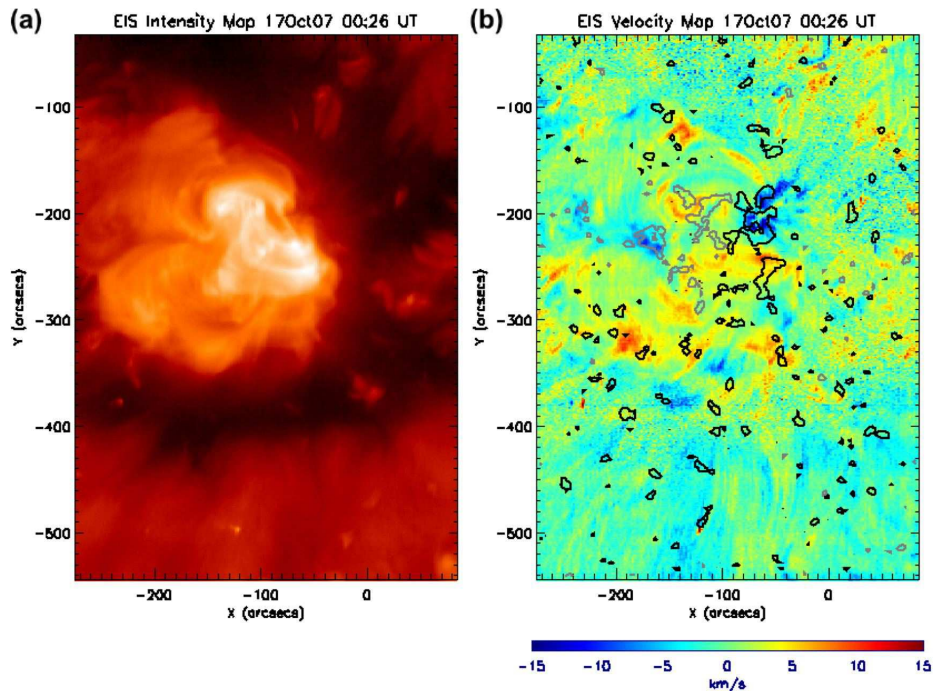 (a)
EIS Intensity Map 17Oct07 00:26 UT
-100
-200
-300
-400
-500
Y (arcsecs)
-200
-100
0
X (arcsecs)
(b)
EIS Velocity Map 17Oct07 00:26 UT
-100
-200
-300
-400
-500
Y (arcsecs)
-200
-100
0
X (arcsecs)
-15
-10
-5
0
5
10
15
km/s